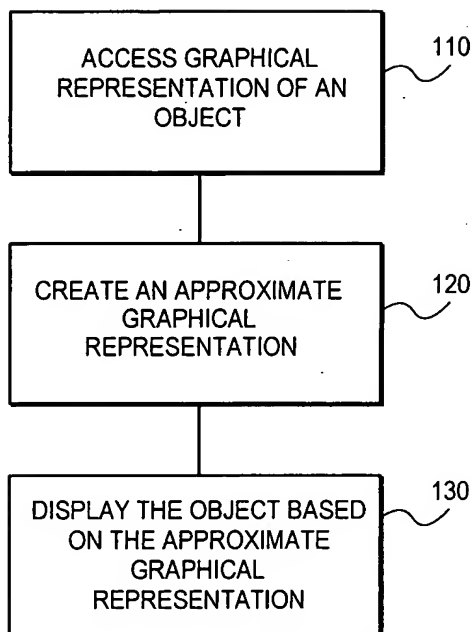 ACCESS GRAPHICAL
REPRESENTATION OF AN
OBJECT
110
CREATE AN APPROXIMATE
GRAPHICAL
REPRESENTATION
120
DISPLAY THE OBJECT BASED
ON THE APPROXIMATE
GRAPHICAL
REPRESENTATION
130